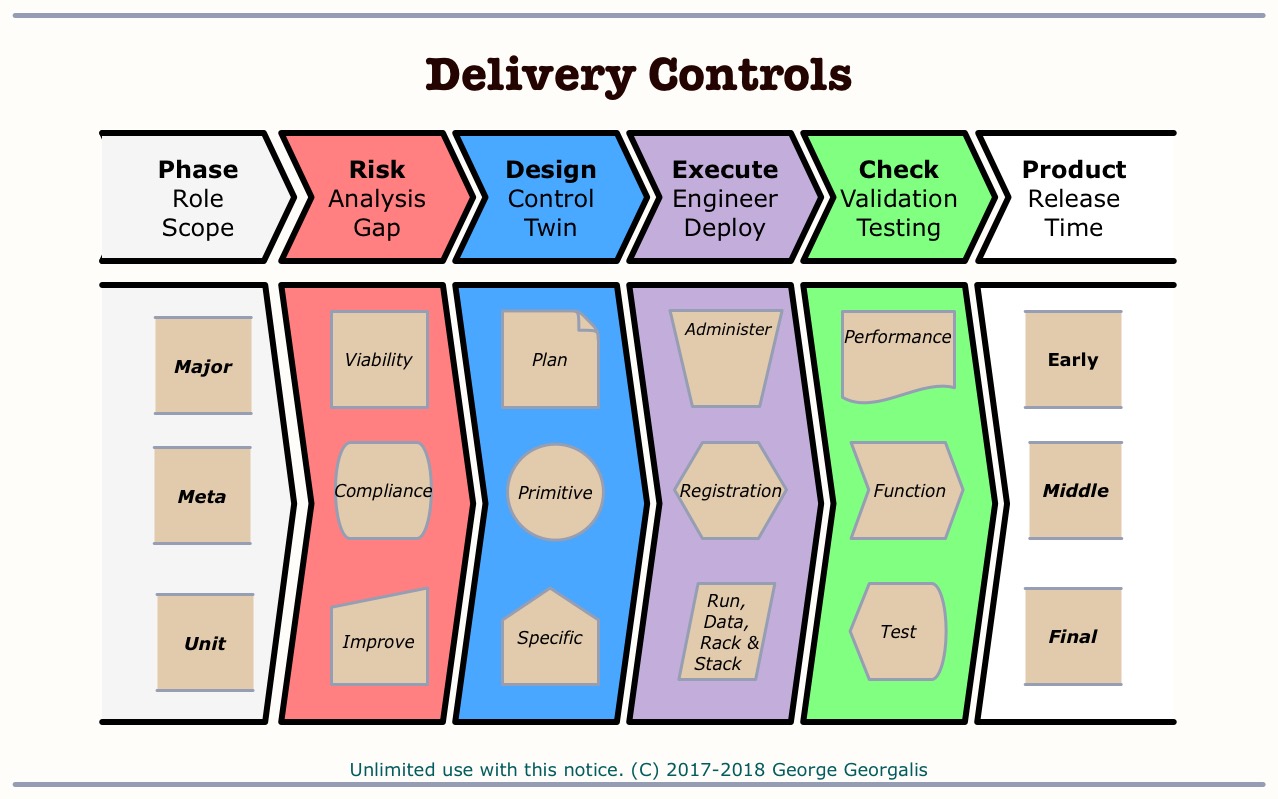 Delivery Controls
Phase
Role
Scope
Risk
Analysis
Gap
Design
Control
Twin
Execute
Engineer
Deploy
Check
Validation
Testing
Product
Release
Time
Major
Viability
Plan
Administer
Performance
Early
Meta
Compliance
Primitive
Registration
Function
Middle
Unit
Improve
Specific
Run,
Data,
Rack &
Stack
Test
Final
Unlimited use with this notice. (C) 2017-2018 George Georgalis